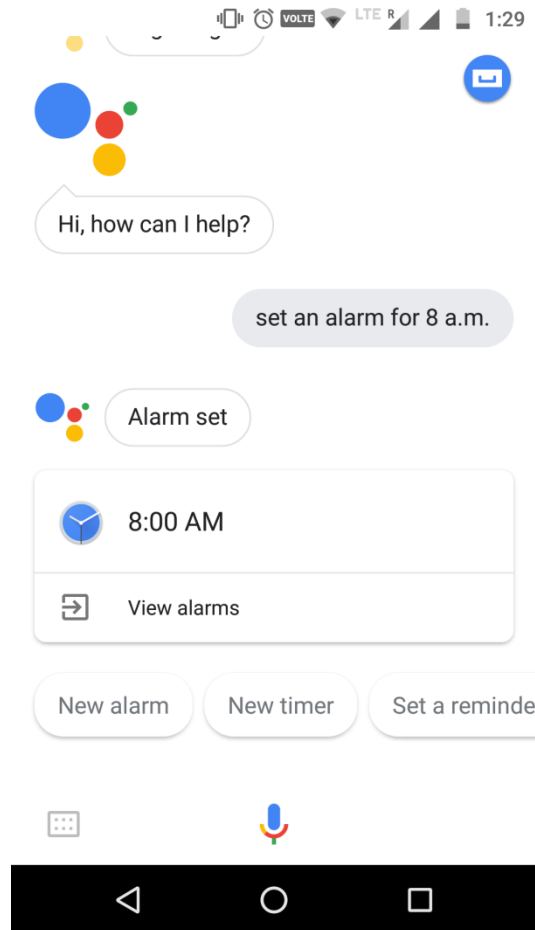 VOLTE LTE R 1:29
Hi, how can I help?
set an alarm for 8 a.m.
Alarm set
8:00 AM
View alarms
New alarm New timer Set a reminde